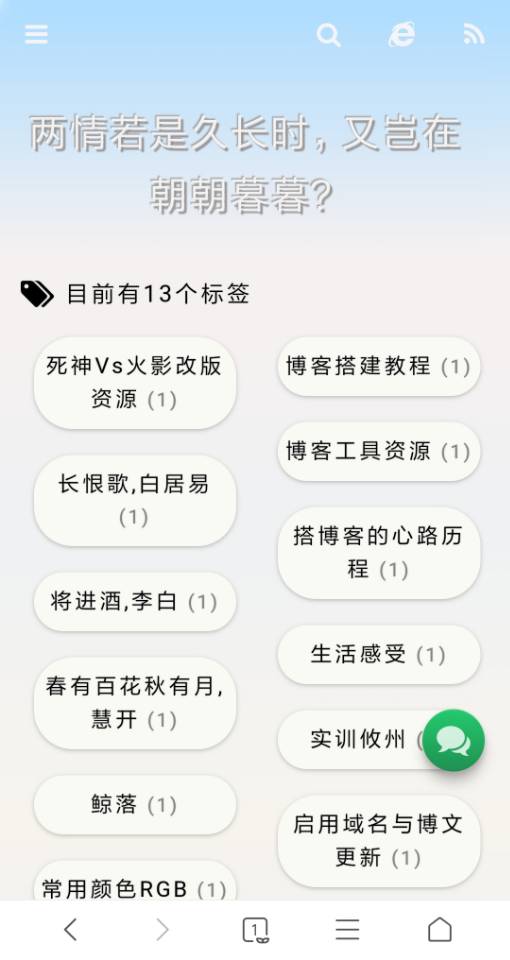 两情若是久长时，又岂在
朝朝暮暮？
目前有13个标签
死神Vs火影改版
资源 (1)
长恨歌,白居易
(1)
将进酒,李白 (1)
春有百花秋有月,
慧开 (1)
鲸落 (1)
常用颜色RGB (1)
博客搭建教程 (1)
博客工具资源 (1)
搭博客的心路历
程 (1)
生活感受 (1)
实训攸州 (
启用域名与博文
更新 (1)
1